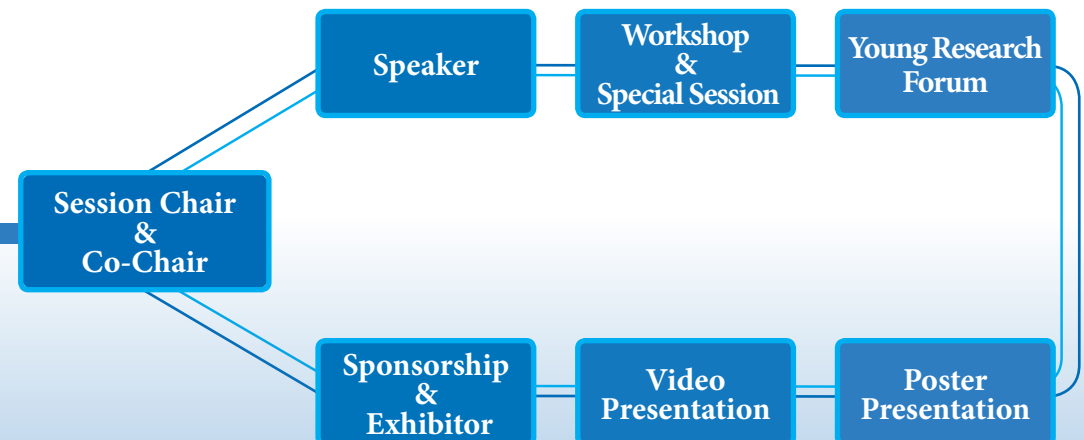 Speaker
Workshop
&
Special Session
Young Research
Forum
Session Chair
&
Co-Chair
Sponsorship
&
Exhibitor
Video
Presentation
Poster
Presentation